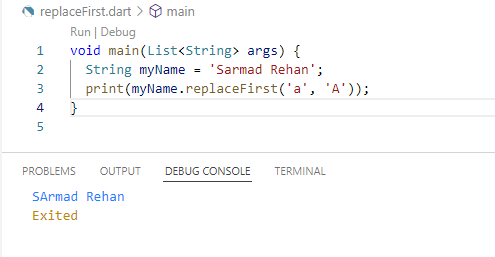 replaceFirst.dart > main
Run | Debug
1 void main(List<String> args) {
2   String myName = 'Sarmad Rehan';
3   print(myName.replaceFirst('a', 'A'));
4 }
5
PROBLEMS OUTPUT DEBUG CONSOLE TERMINAL
SArmad Rehan
Exited